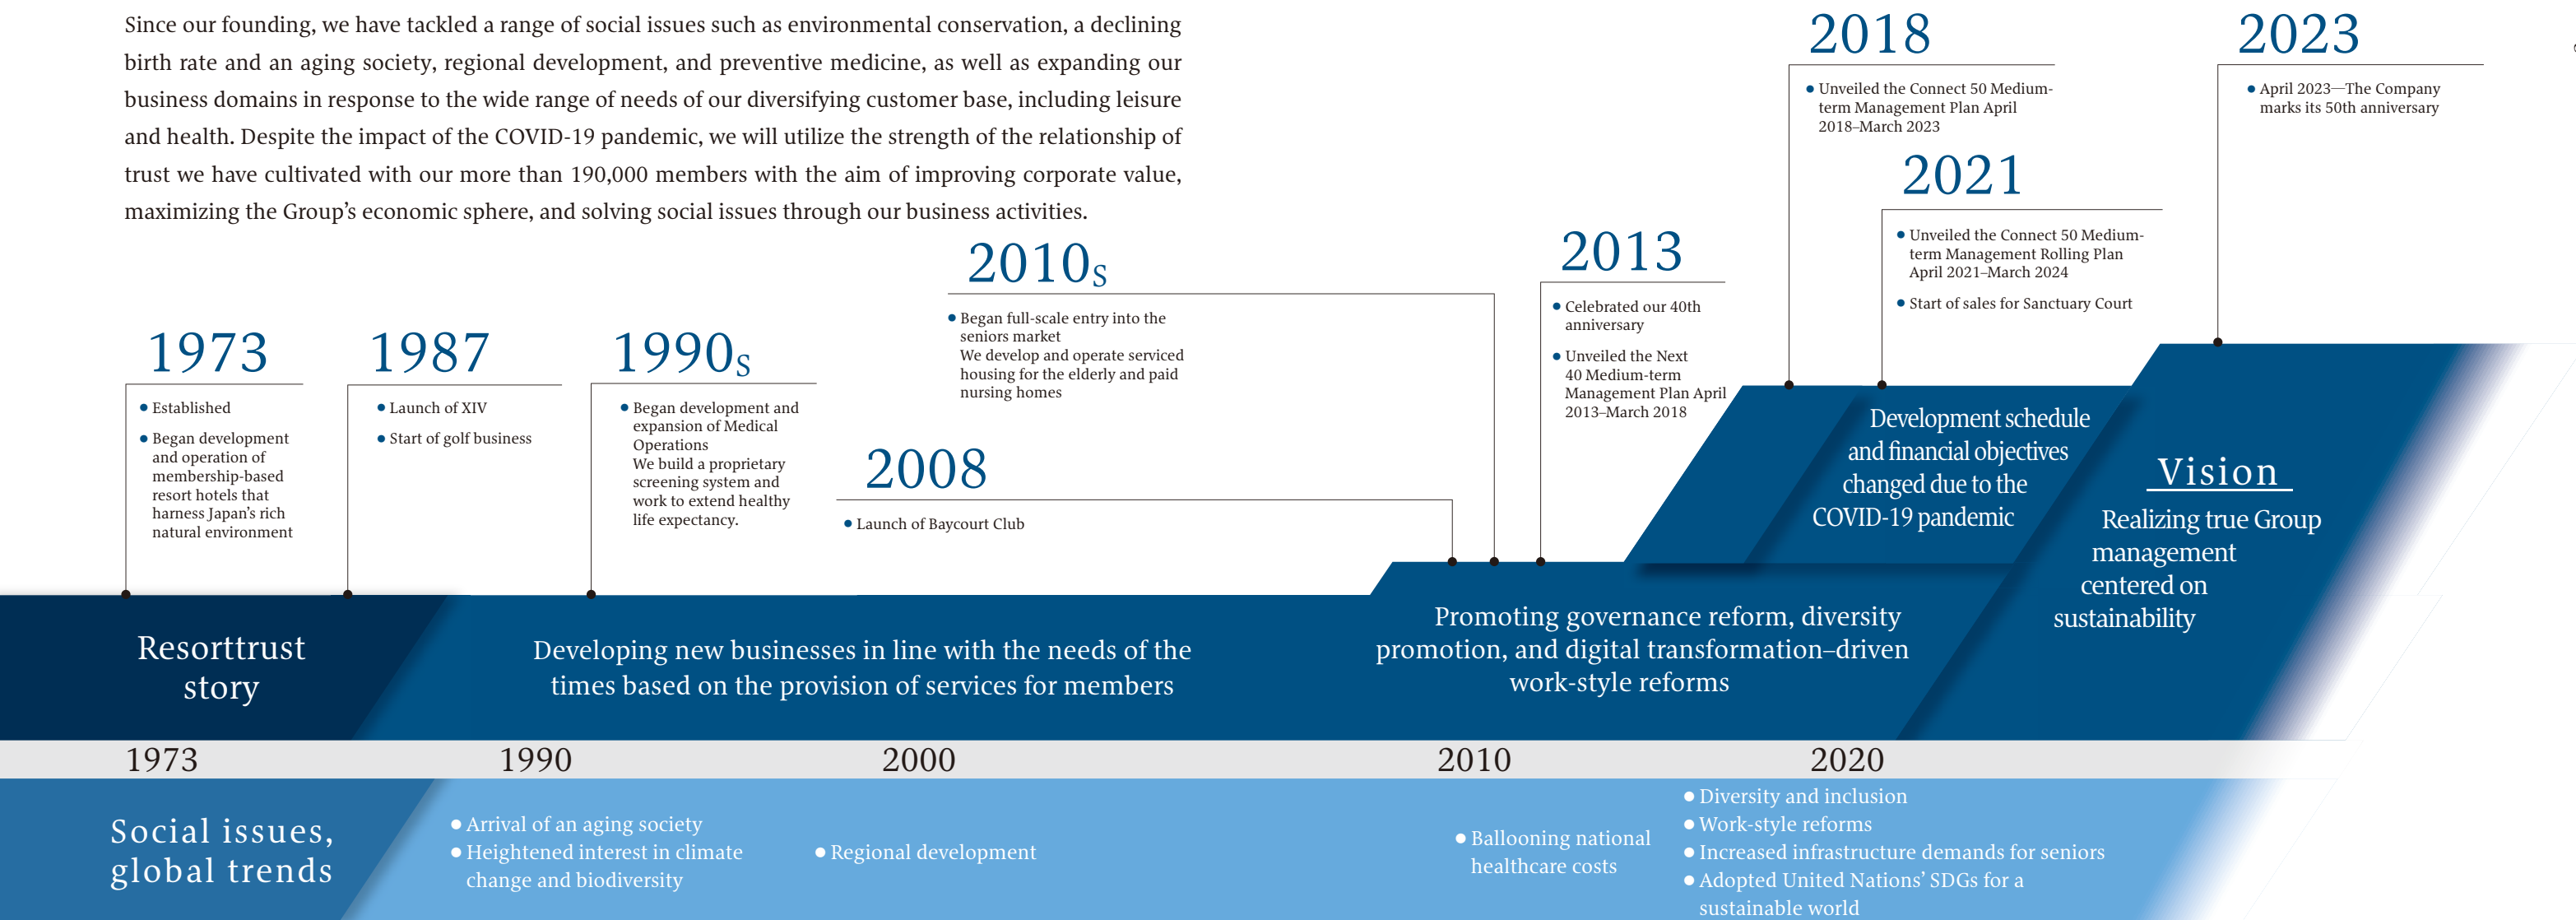 Since our founding, we have tackled a range of social issues such as environmental conservation, a declining
birth rate and an aging society, regional development, and preventive medicine, as well as expanding our
business domains in response to the wide range of needs of our diversifying customer base, including leisure
and health. Despite the impact of the COVID-19 pandemic, we will utilize the strength of the relationship of
trust we have cultivated with our more than 190,000 members with the aim of improving corporate value,
maximizing the Group's economic sphere, and solving social issues through our business activities.
1973
● Established
● Began development
and operation of
membership-based
resort hotels that
harness Japan's rich
natural environment
1987
● Launch of XIV
● Start of golf business
1990s
● Began development and
expansion of Medical
Operations
We build a proprietary
screening system and
work to extend healthy
life expectancy.
2008
● Launch of Baycourt Club
2010s
● Began full-scale entry into the
seniors market
We develop and operate serviced
housing for the elderly and paid
nursing homes
2013
● Celebrated our 40th
anniversary
● Unveiled the Next
40 Medium-term
Management Plan April
2013–March 2018
2018
● Unveiled the Connect 50 Medium-
term Management Plan April
2018–March 2023
2021
● Unveiled the Connect 50 Medium-
term Management Rolling Plan
April 2021–March 2024
● Start of sales for Sanctuary Court
2023
● April 2023—The Company
marks its 50th anniversary
Resorttrust
story
Developing new businesses in line with the needs of the
times based on the provision of services for members
Promoting governance reform, diversity
promotion, and digital transformation–driven
work-style reforms
Development schedule
and financial objectives
changed due to the
COVID-19 pandemic
Vision
Realizing true Group
management
centered on
sustainability
1973
1990
2000
2010
2020
Social issues,
global trends
● Arrival of an aging society
● Heightened interest in climate
change and biodiversity
● Regional development
● Ballooning national
healthcare costs
● Diversity and inclusion
● Work-style reforms
● Increased infrastructure demands for seniors
● Adopted United Nations' SDGs for a
sustainable world